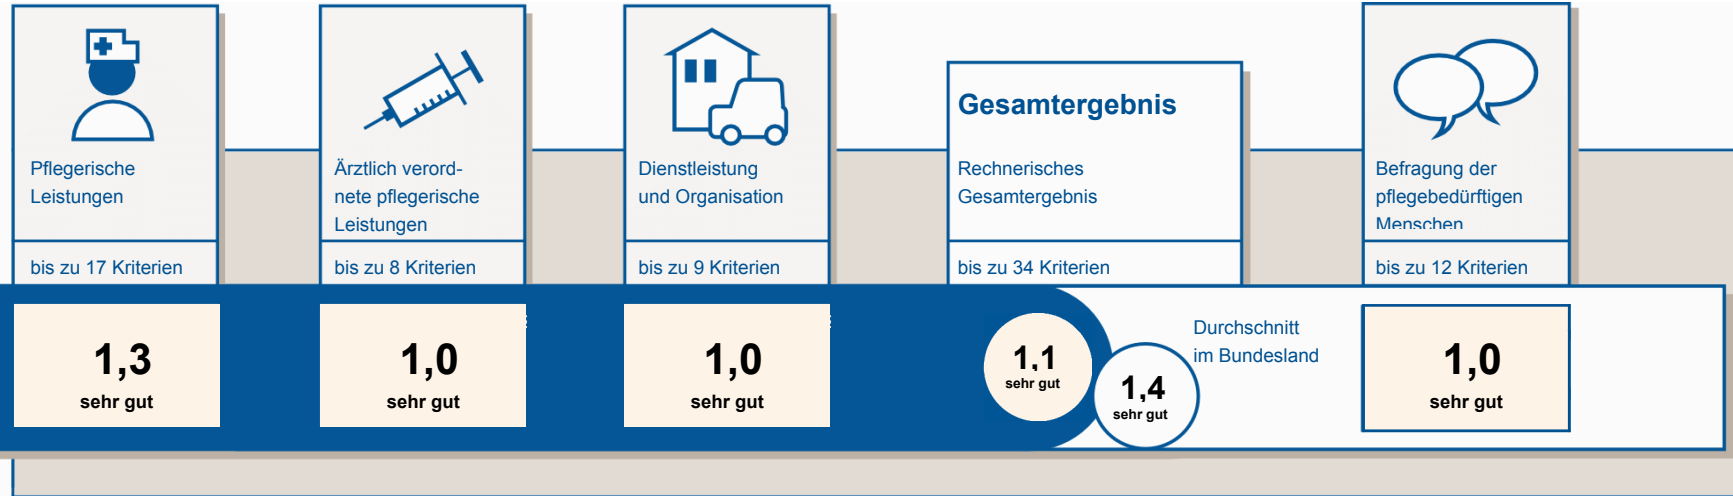 Pflegerische
Leistungen
bis zu 17 Kriterien
1,3
sehr gut
Ärztlich verord-
nete pflegerische
Leistungen
bis zu 8 Kriterien
1,0
sehr gut
Dienstleistung
und Organisation
bis zu 9 Kriterien
1,0
sehr gut
Gesamtergebnis
Rechnerisches
Gesamtergebnis
bis zu 34 Kriterien
1,1
sehr gut
1,4
sehr gut
Durchschnitt
im Bundesland
Befragung der
pflegebedürftigen
Menschen
bis zu 12 Kriterien
1,0
sehr gut